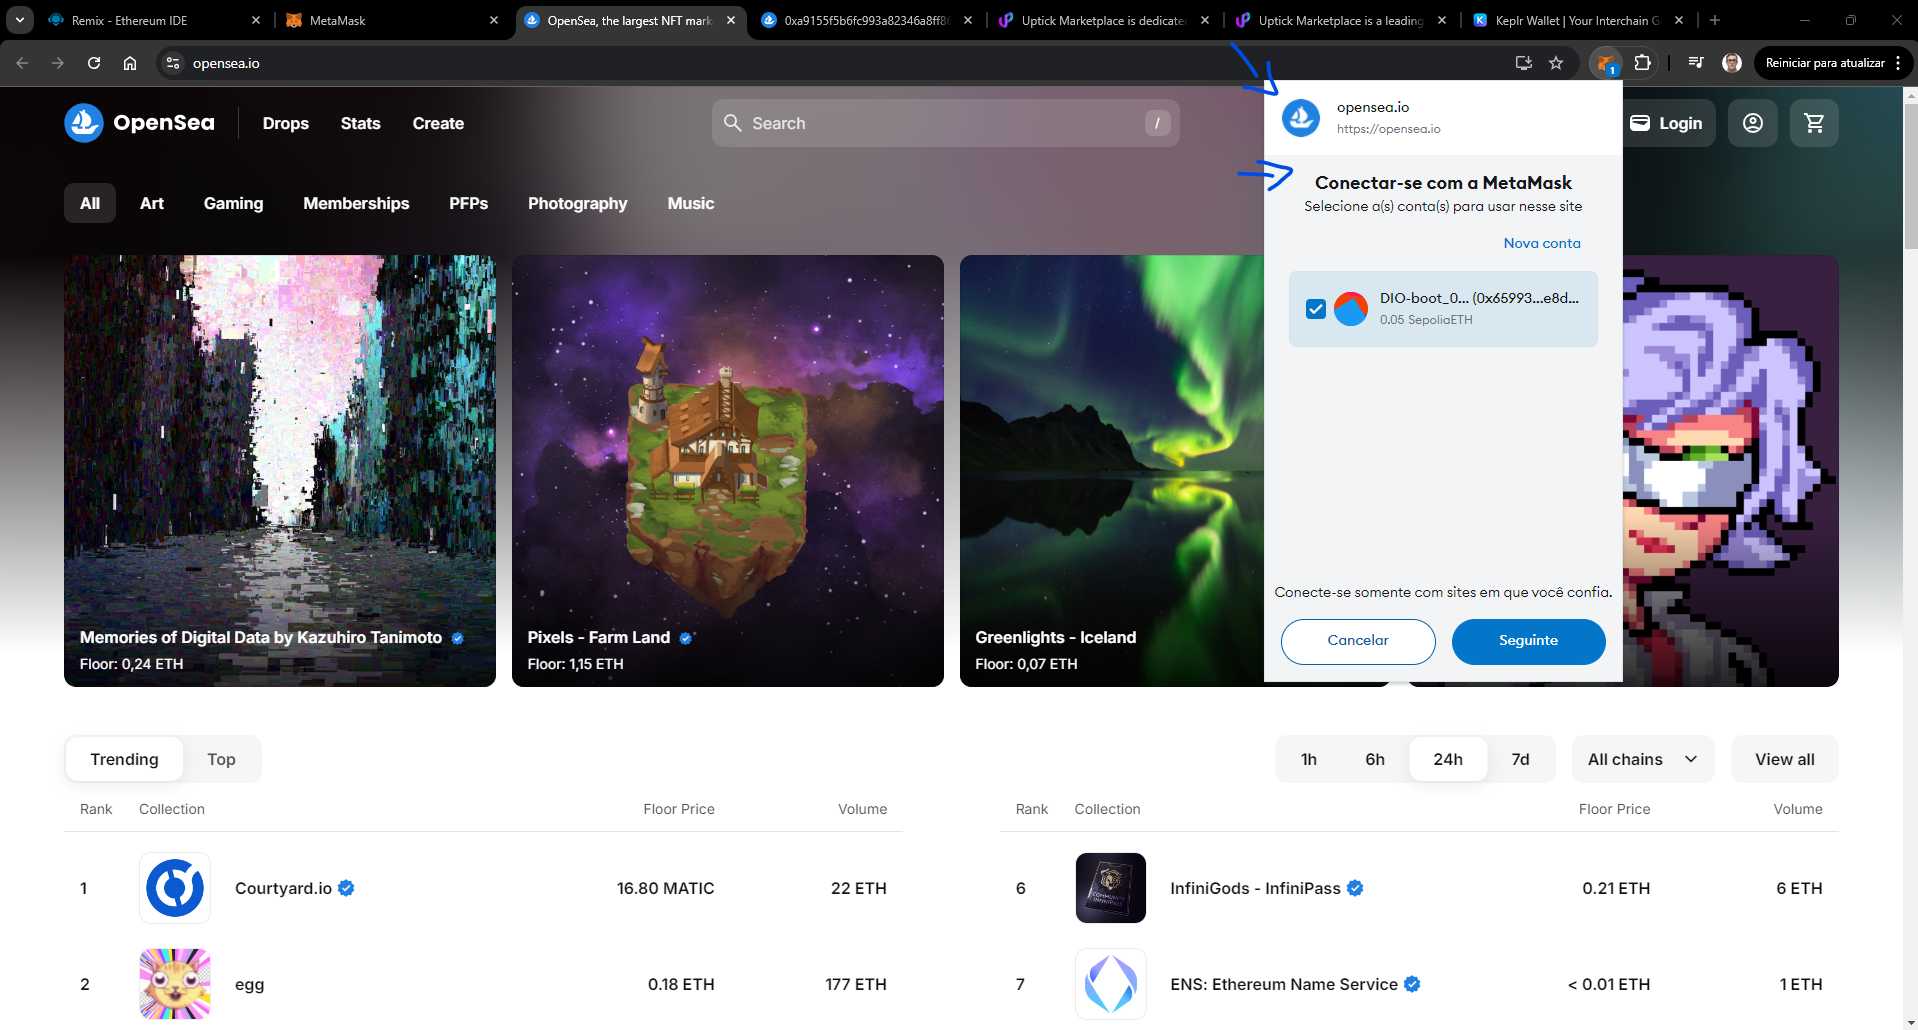 Remix - Ethereum IDE
MetaMask
OpenSea, the largest NFT mark
0xa9155f5b6fc993a82346a8ff8
Uptick Marketplace is dedicate
Uptick Marketplace is a leading
Keplr Wallet | Your Interchain G
opensea.io
1
Reiniciar para atualizar
OpenSea
Drops
Stats
Create
Search
/
Login
All
Art
Gaming
Memberships
PFPs
Photography
Music
opensea.io
https://opensea.io
Conectar-se com a MetaMask
Selecione a(s) conta(s) para usar nesse site
Nova conta
DIO-boot_0... (0x65993...e8d...
0.05 SepoliaETH
Conecte-se somente com sites em que você confia.
Cancelar
Seguinte
Memories of Digital Data by Kazuhiro Tanimoto
Floor: 0,24 ETH
Pixels - Farm Land
Floor: 1,15 ETH
Greenlights - Iceland
Floor: 0,07 ETH
Trending
Top
1h
6h
24h
7d
All chains
View all
Rank
Collection
Floor Price
Volume
Rank
Collection
Floor Price
Volume
1
Courtyard.io
16.80 MATIC
22 ETH
6
COMMUNITY
INFINIPASS
InfiniGods - InfiniPass
0.21 ETH
6 ETH
2
egg
0.18 ETH
177 ETH
7
ENS: Ethereum Name Service
< 0.01 ETH
1 ETH